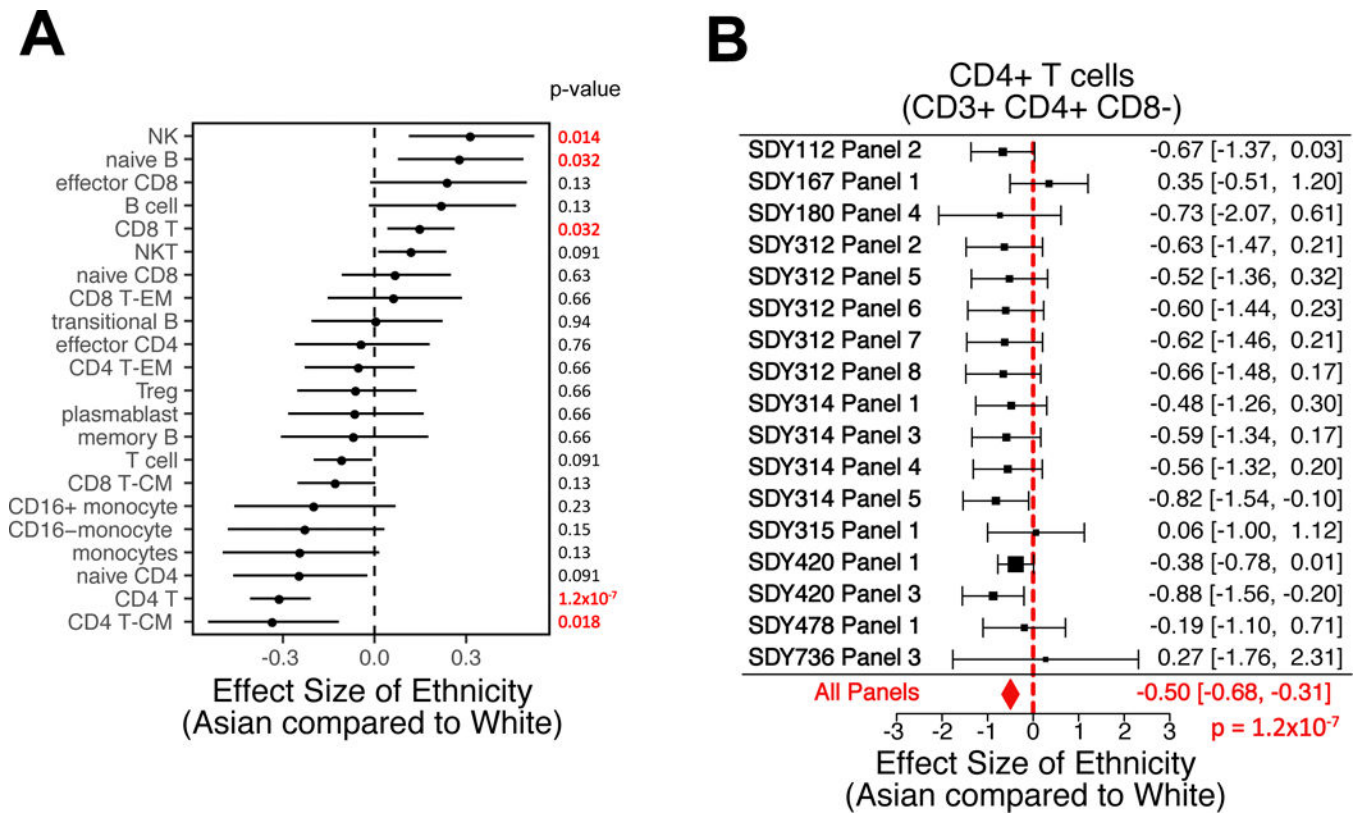 A
p-value
NK 0.014
naive B 0.032
effector CD8 0.13
B cell 0.13
CD8 T 0.032
NKT 0.091
naive CD8 0.63
CD8 T-EM 0.66
transitional B 0.94
effector CD4 0.76
CD4 T-EM 0.66
Treg 0.66
plasmablast 0.66
memory B 0.66
T cell 0.091
CD8 T-CM 0.13
CD16+ monocyte 0.23
CD16−monocyte 0.15
monocytes 0.13
naive CD4 0.091
CD4 T 1.2x10⁻⁷
CD4 T-CM 0.018
-0.3 0.0 0.3
Effect Size of Ethnicity
(Asian compared to White)
B
CD4+ T cells
(CD3+ CD4+ CD8-)
SDY112 Panel 2 -0.67 [-1.37, 0.03]
SDY167 Panel 1 0.35 [-0.51, 1.20]
SDY180 Panel 4 -0.73 [-2.07, 0.61]
SDY312 Panel 2 -0.63 [-1.47, 0.21]
SDY312 Panel 5 -0.52 [-1.36, 0.32]
SDY312 Panel 6 -0.60 [-1.44, 0.23]
SDY312 Panel 7 -0.62 [-1.46, 0.21]
SDY312 Panel 8 -0.66 [-1.48, 0.17]
SDY314 Panel 1 -0.48 [-1.26, 0.30]
SDY314 Panel 3 -0.59 [-1.34, 0.17]
SDY314 Panel 4 -0.56 [-1.32, 0.20]
SDY314 Panel 5 -0.82 [-1.54, -0.10]
SDY315 Panel 1 0.06 [-1.00, 1.12]
SDY420 Panel 1 -0.38 [-0.78, 0.01]
SDY420 Panel 3 -0.88 [-1.56, -0.20]
SDY478 Panel 1 -0.19 [-1.10, 0.71]
SDY736 Panel 3 0.27 [-1.76, 2.31]
All Panels -0.50 [-0.68, -0.31]
-3 -2 -1 0 1 2 3
p = 1.2x10⁻⁷
Effect Size of Ethnicity
(Asian compared to White)